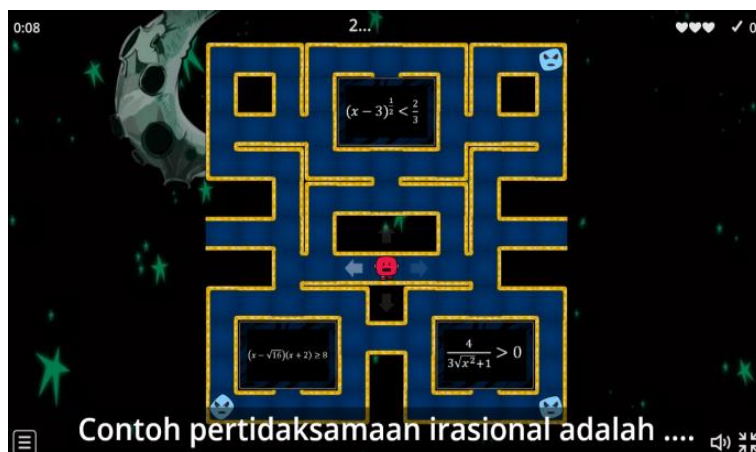 0:08
2...
✓ 0
(x − 3)^{1/2} < 2/3
(x − √16)(x + 2) ≥ 8
4/(3√x² + 1) > 0
Contoh pertidaksamaan irasional adalah ....